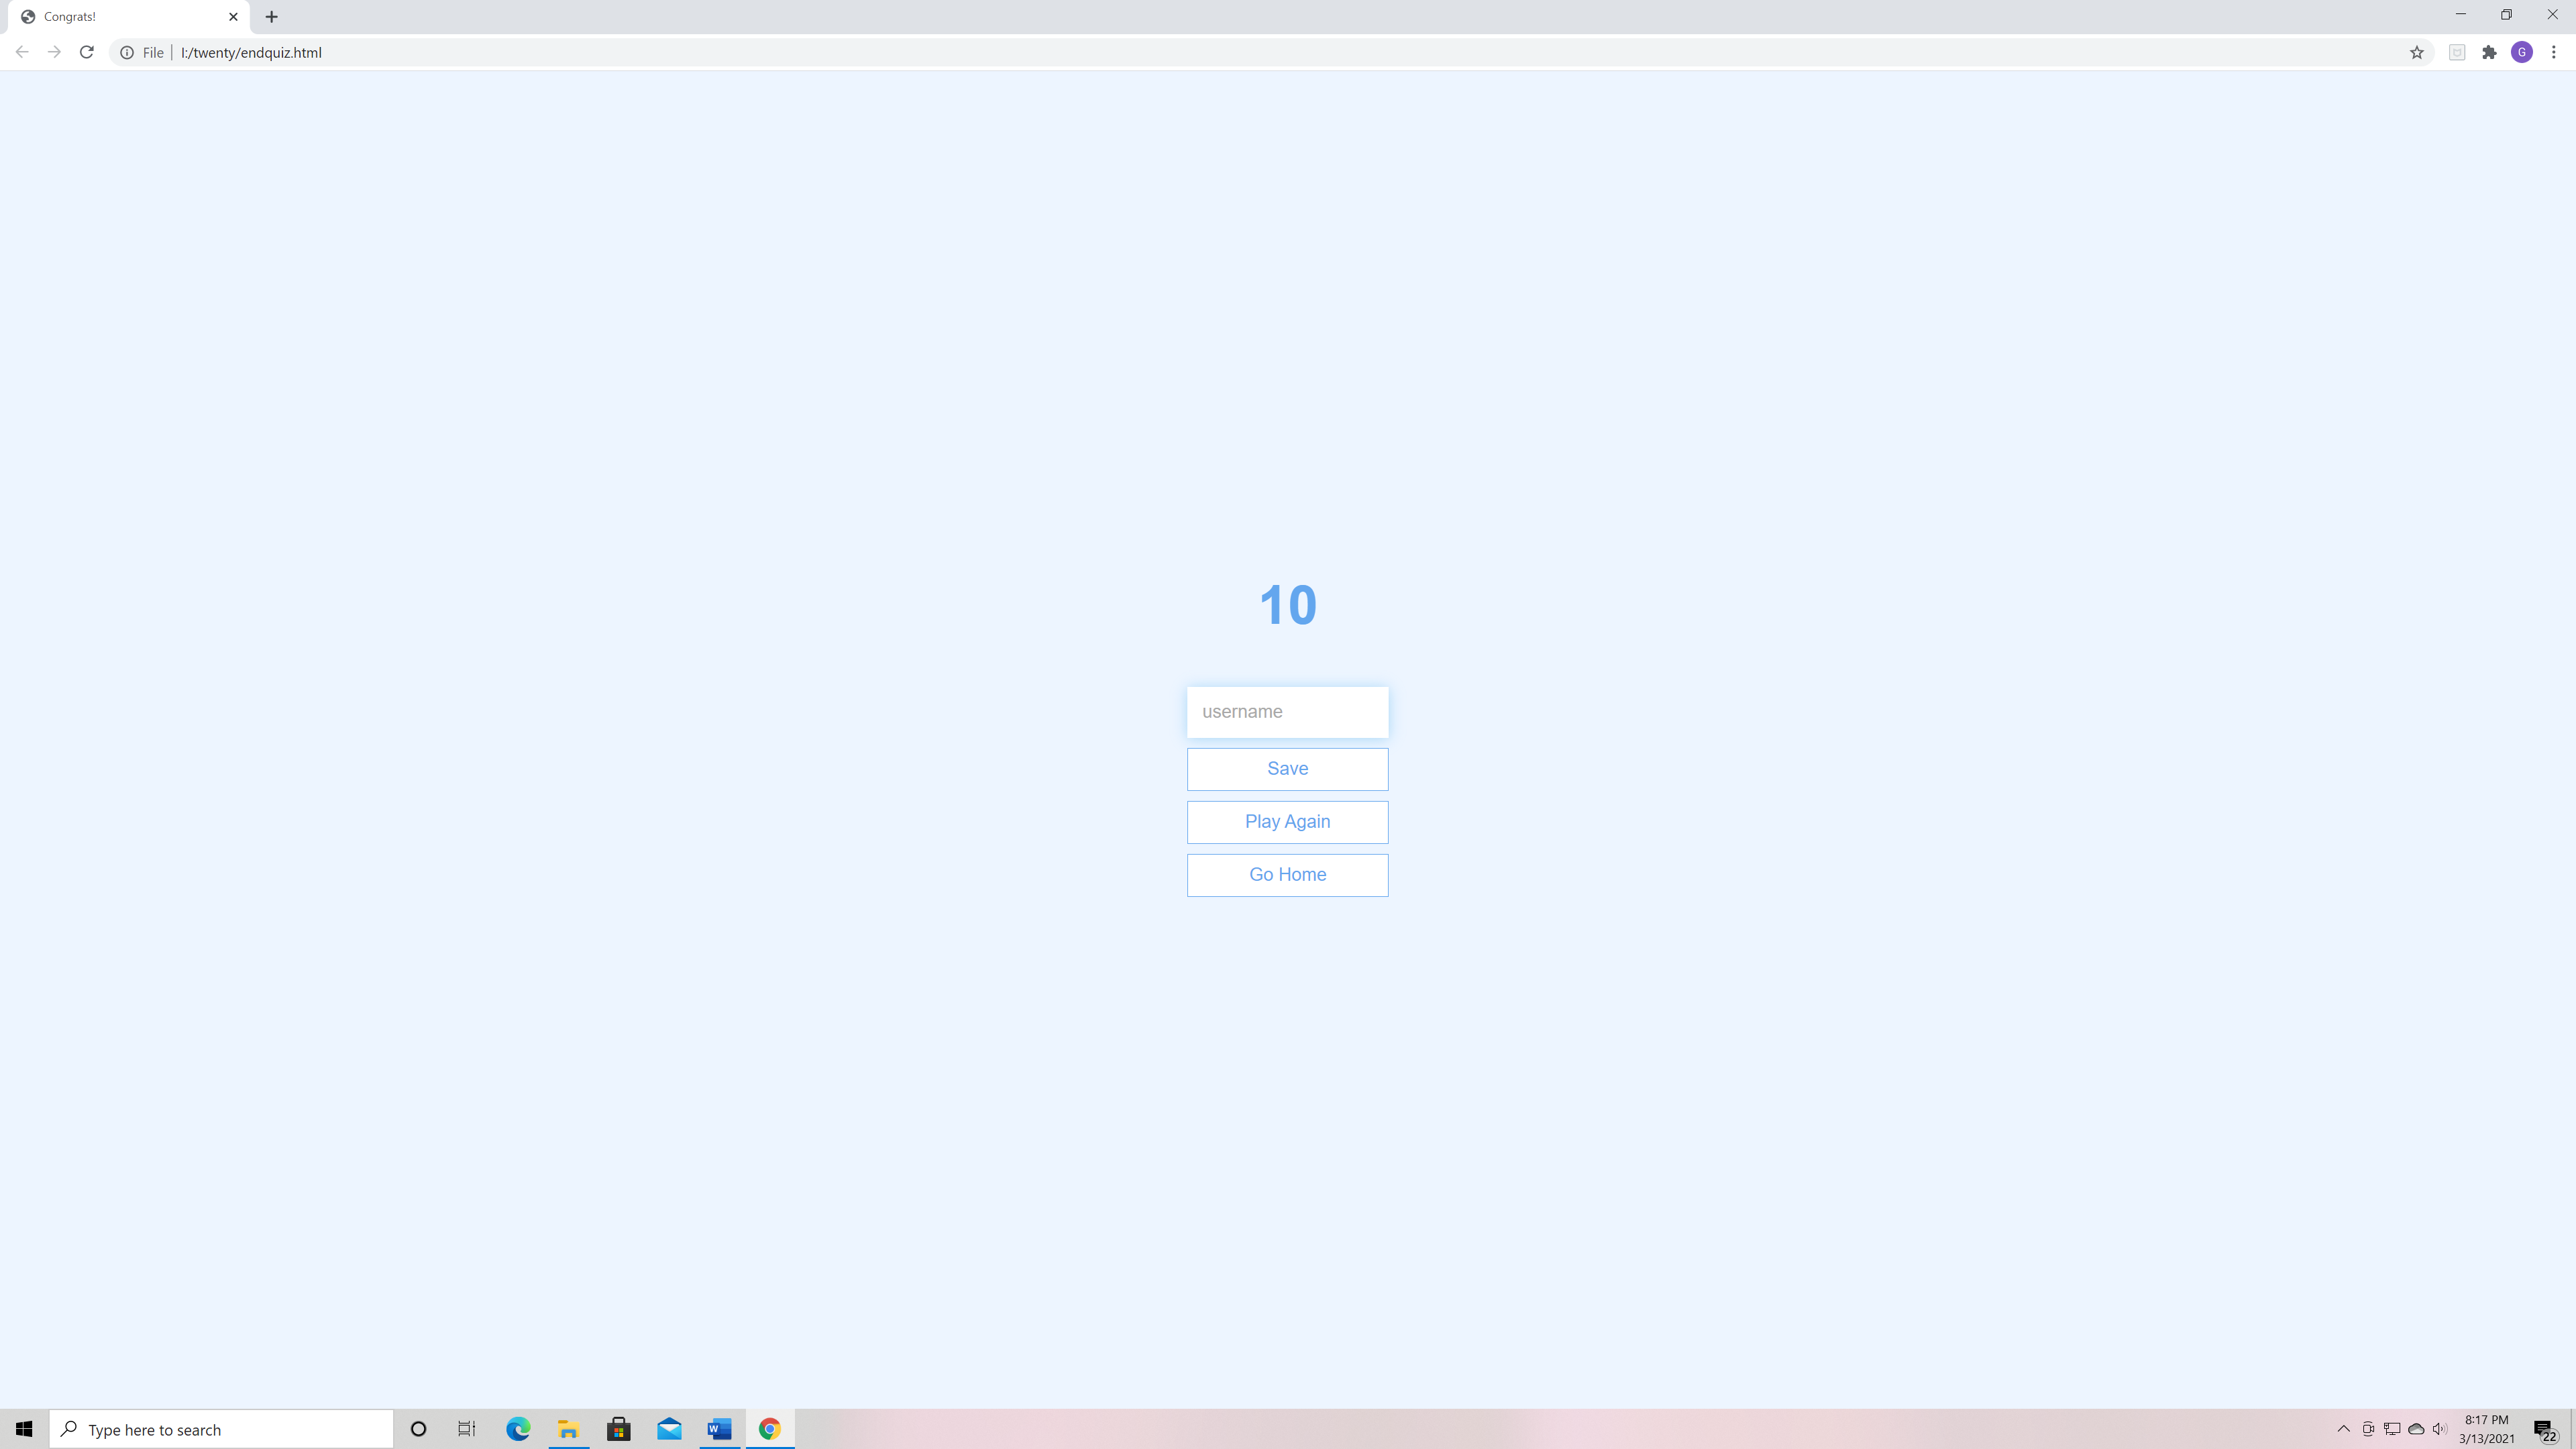 Congrats!
File
I:/twenty/endquiz.html
G
10
username
Save
Play Again
Go Home
Type here to search
W
8:17 PM
3/13/2021
22